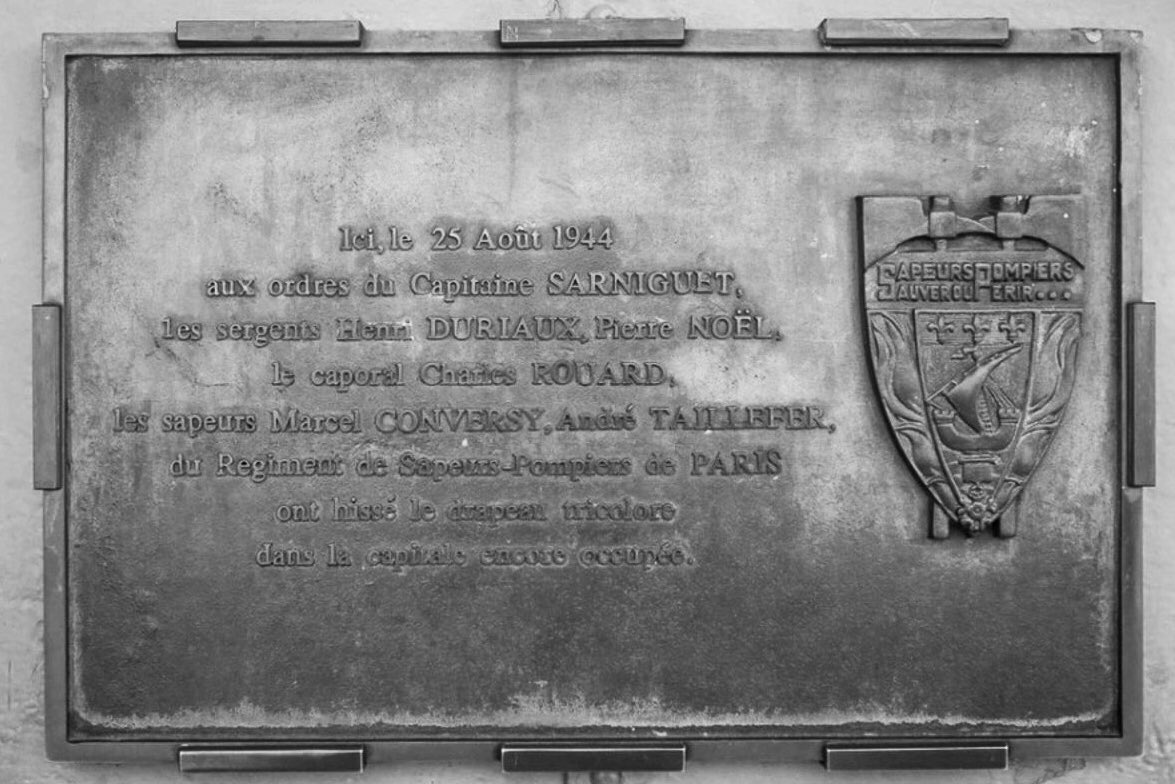 Ici, le 25 Août 1944
aux ordres du Capitaine SARNIGUET,
les sergents Henri DURIAUX, Pierre NOËL,
le caporal Charles ROUARD,
les sapeurs Marcel CONVERSY, André TAILLEFER,
du Regiment de Sapeurs-Pompiers de PARIS
ont hissé le drapeau tricolore
dans la capitale encore occupée.
SAPEURS POMPIERS
SAUVER OU PERIR...